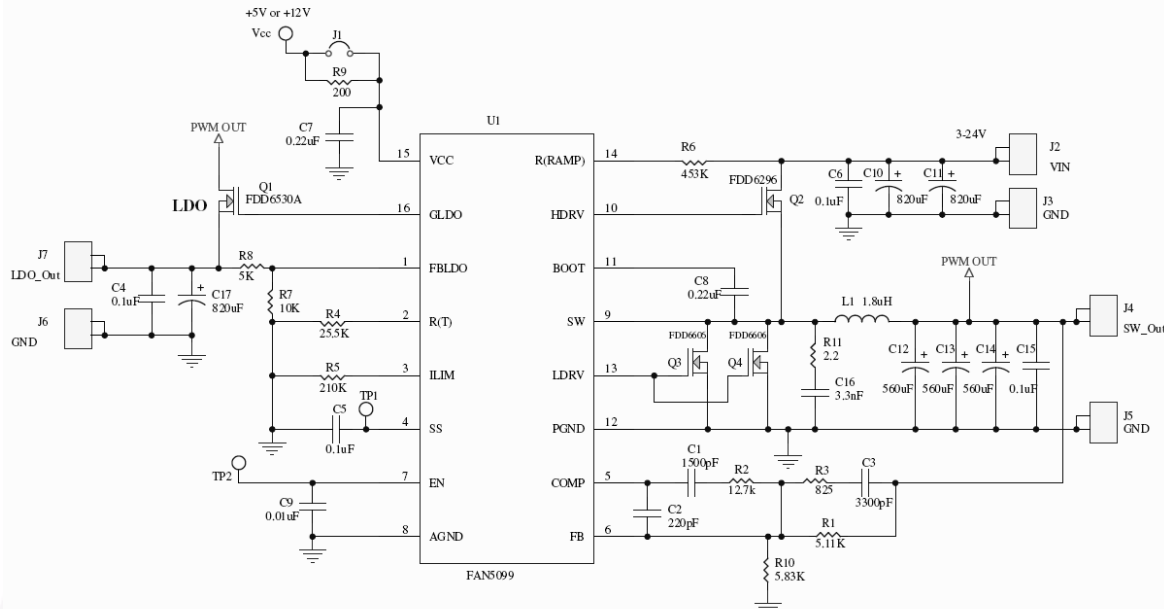 +5V or +12V
Vcc
J1
R9
200
C7
0.22uF
PWM OUT
Q1
FDD6530A
LDO
J7
LDO_Out
J6
GND
C4
0.1uF
C17
+
820uF
R8
5K
R7
10K
R4
25.5K
R5
210K
C5
0.1uF
TP1
TP2
C9
0.01uF
U1
15 VCC
16 GLDO
1 FBLDO
2 R(T)
3 ILIM
4 SS
7 EN
8 AGND
R(RAMP) 14
HDRV 10
BOOT 11
SW 9
LDRV 13
PGND 12
COMP 5
FB 6
FAN5099
R6
453K
FDD6296
Q2
3-24V
J2
VIN
J3
GND
C6
0.1uF
C10
+
820uF
C11
+
820uF
C8
0.22uF
PWM OUT
L1 1.8uH
J4
SW_Out
J5
GND
FDD6606
Q4
Q3
R11
2.2
C16
3.3nF
C12
+
560uF
C13
+
560uF
C14
+
560uF
C15
0.1uF
C1
1500pF
R2
12.7k
R3
825
C3
3300pF
C2
220pF
R1
5.11K
R10
5.83K